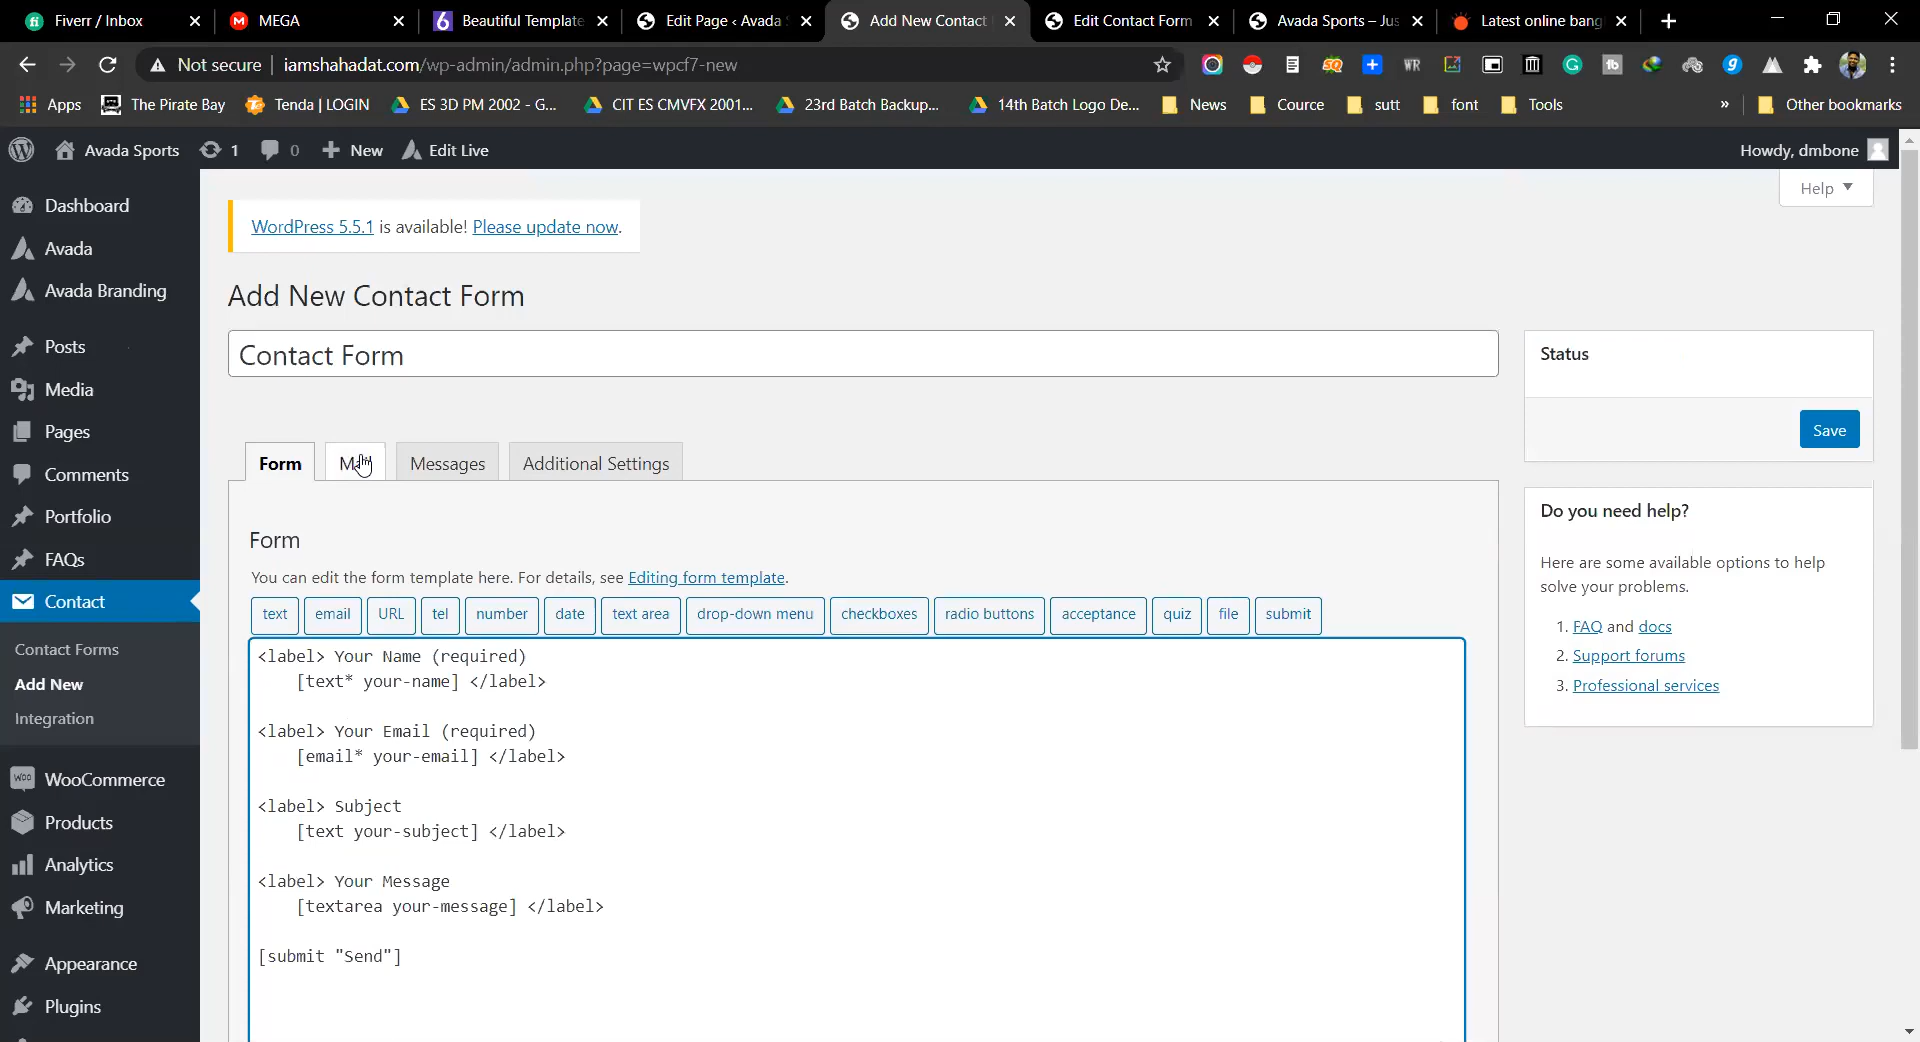 Fiverr / Inbox
MEGA
Beautiful Template
Edit Page ‹ Avada
Add New Contact
Edit Contact Form
Avada Sports – Jus
Latest online bang
Not secure
iamshahadat.com/wp-admin/admin.php?page=wpcf7-new
Apps
The Pirate Bay
Tenda | LOGIN
ES 3D PM 2002 - G...
CIT ES CMVFX 2001...
23rd Batch Backup...
14th Batch Logo De...
News
Cource
sutt
font
Tools
»
Other bookmarks
Avada Sports
1
0
New
Edit Live
Howdy, dmbone
Help
Dashboard
Avada
Avada Branding
Posts
Media
Pages
Comments
Portfolio
FAQs
Contact
Contact Forms
Add New
Integration
WooCommerce
Products
Analytics
Marketing
Appearance
Plugins
WordPress 5.5.1 is available! Please update now.
Add New Contact Form
Contact Form
Form
Messages
Additional Settings
Form
You can edit the form template here. For details, see Editing form template.
text
email
URL
tel
number
date
text area
drop-down menu
checkboxes
radio buttons
acceptance
quiz
file
submit
<label> Your Name (required)
[text* your-name] </label>
<label> Your Email (required)
[email* your-email] </label>
<label> Subject
[text your-subject] </label>
<label> Your Message
[textarea your-message] </label>
[submit "Send"]
Status
Save
Do you need help?
Here are some available options to help
solve your problems.
1. FAQ and docs
2. Support forums
3. Professional services